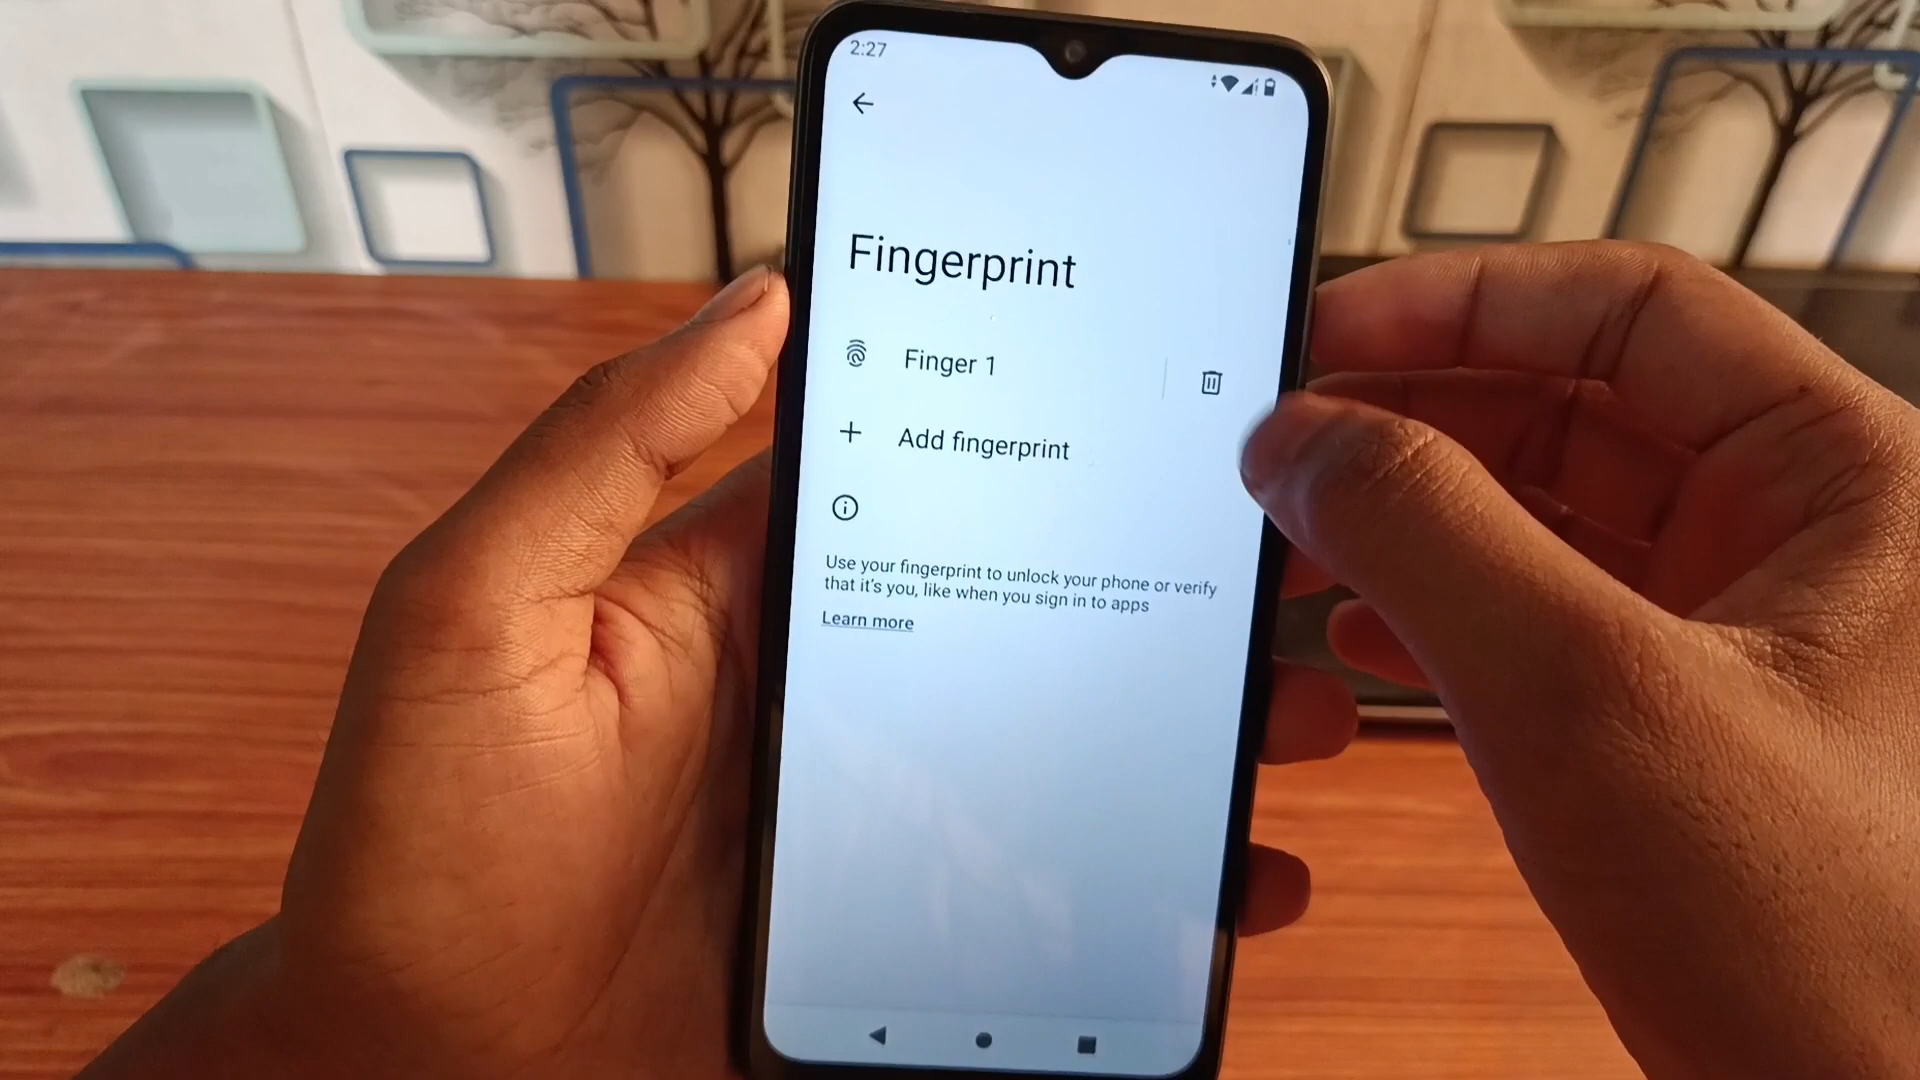 2:27
Fingerprint
Finger 1
Add fingerprint
Use your fingerprint to unlock your phone or verify
that it's you, like when you sign in to apps
Learn more